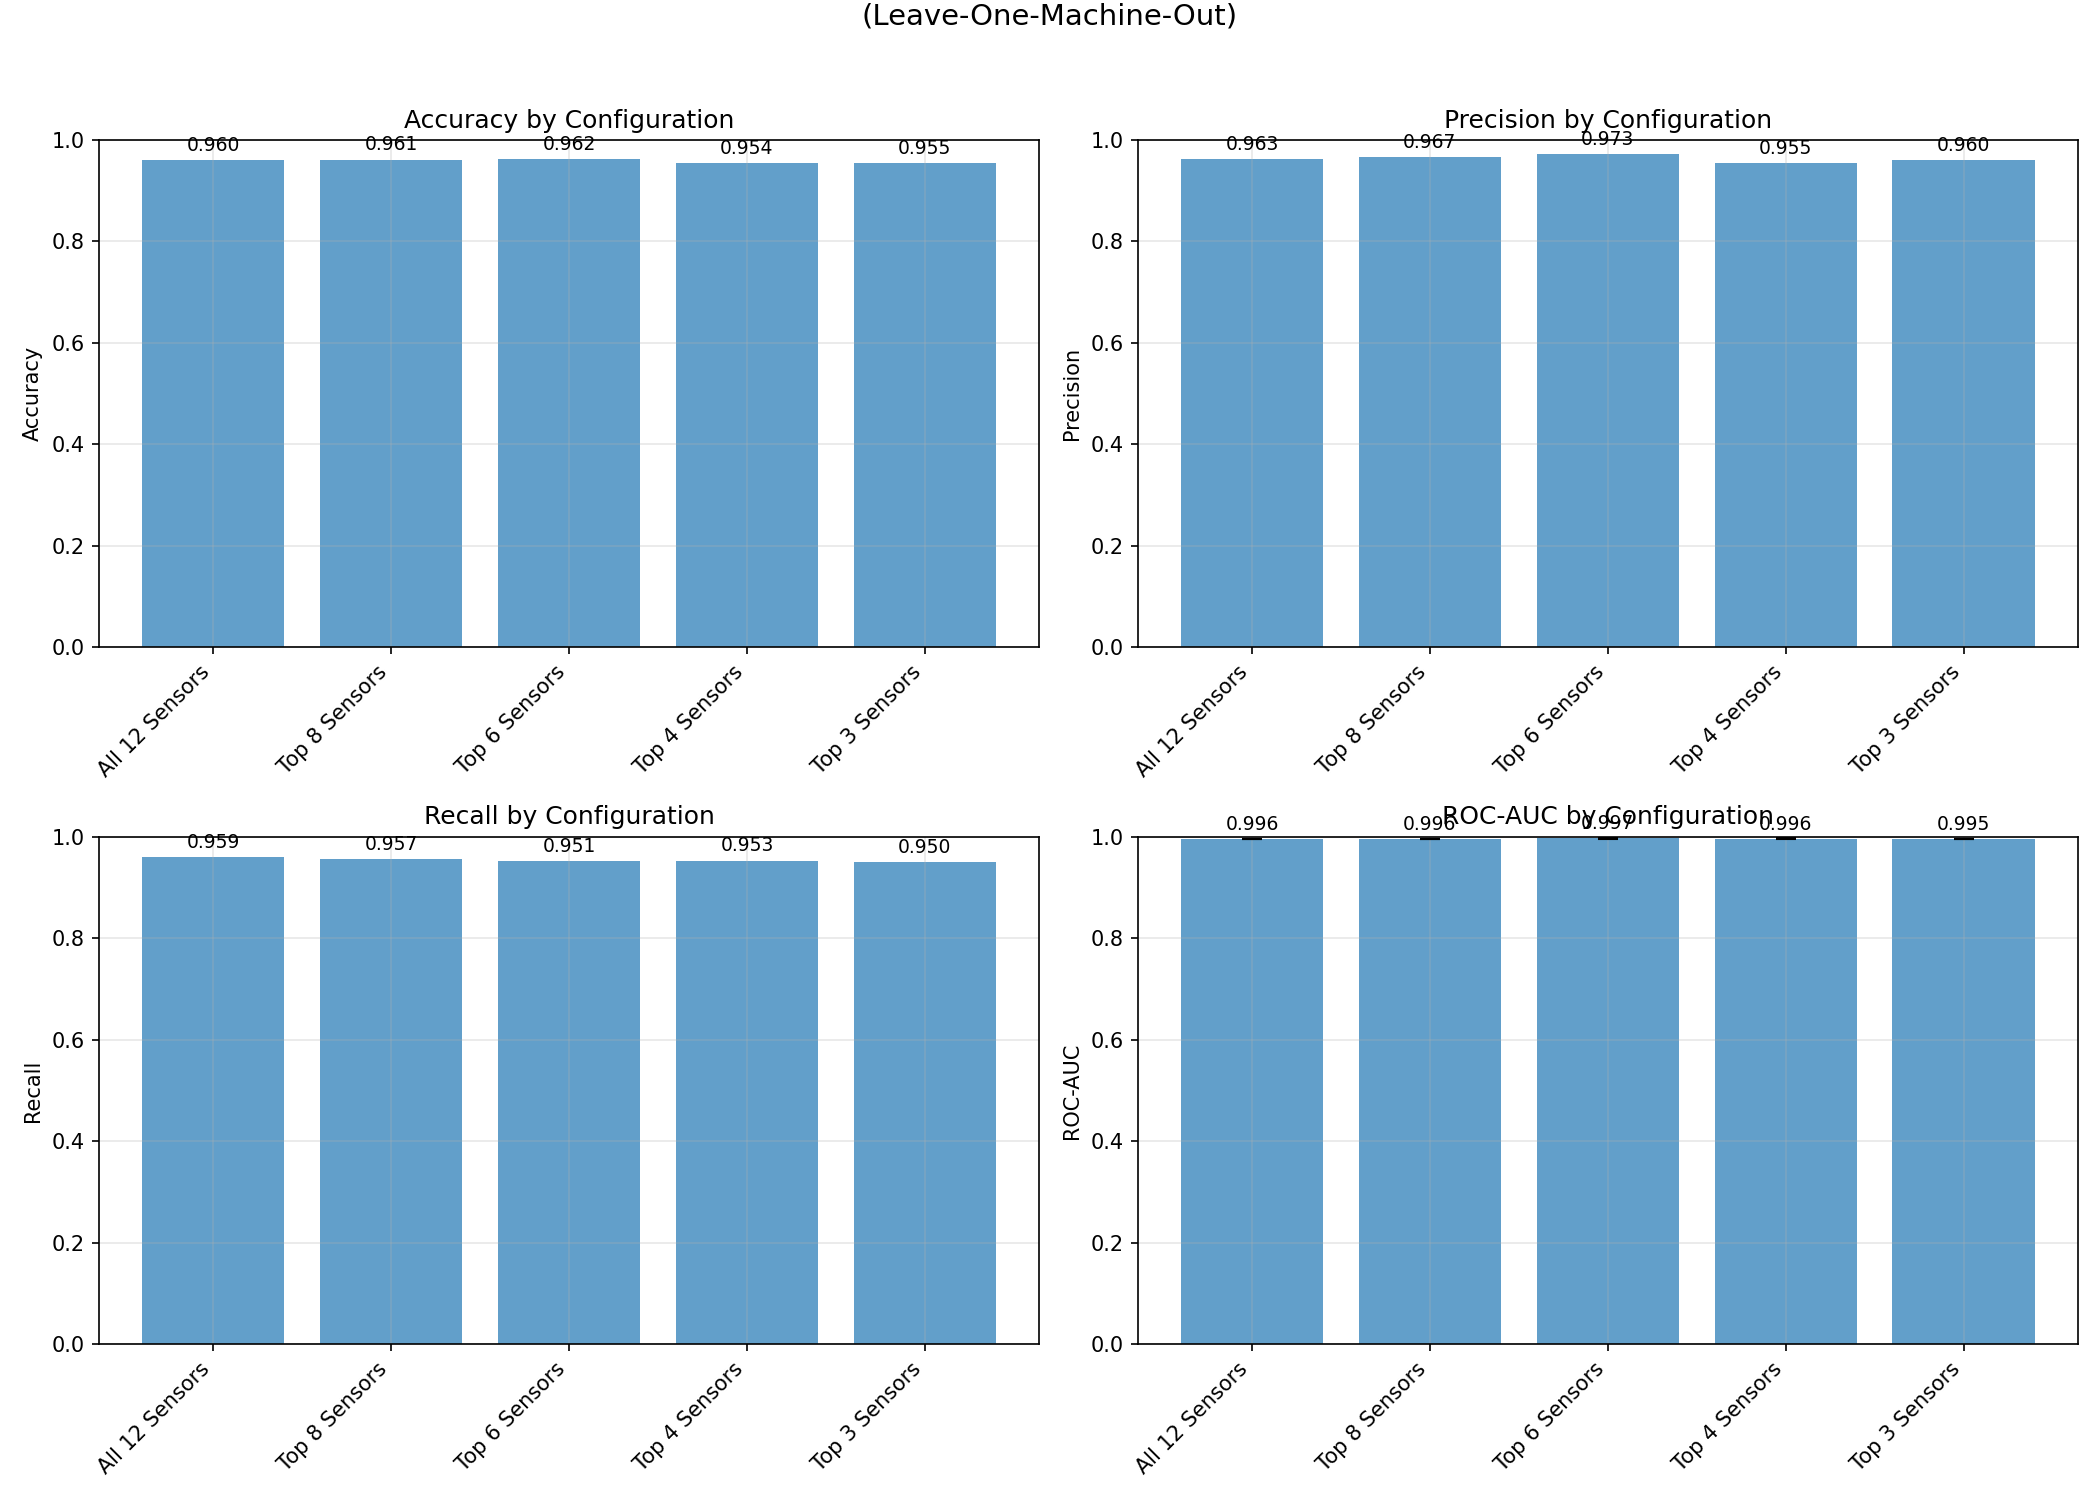 (Leave-One-Machine-Out)
Accuracy by Configuration
Accuracy
1.0
0.8
0.6
0.4
0.2
0.0
0.960
0.961
0.962
0.954
0.955
All 12 Sensors
Top 8 Sensors
Top 6 Sensors
Top 4 Sensors
Top 3 Sensors
Precision by Configuration
Precision
1.0
0.8
0.6
0.4
0.2
0.0
0.963
0.967
0.973
0.955
0.960
All 12 Sensors
Top 8 Sensors
Top 6 Sensors
Top 4 Sensors
Top 3 Sensors
Recall by Configuration
Recall
1.0
0.8
0.6
0.4
0.2
0.0
0.959
0.957
0.951
0.953
0.950
All 12 Sensors
Top 8 Sensors
Top 6 Sensors
Top 4 Sensors
Top 3 Sensors
ROC-AUC by Configuration
ROC-AUC
1.0
0.8
0.6
0.4
0.2
0.0
0.996
0.996
0.997
0.996
0.995
All 12 Sensors
Top 8 Sensors
Top 6 Sensors
Top 4 Sensors
Top 3 Sensors